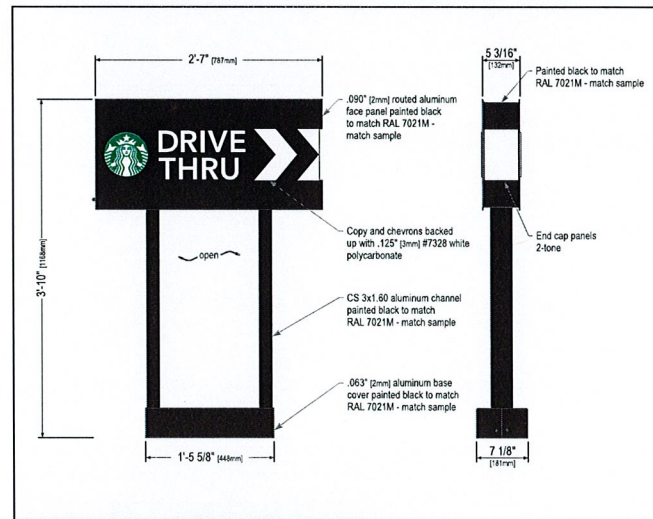 2'-7" [787mm]
5 3/16"
[132mm]
Painted black to match
RAL 7021M - match sample
.090" [2mm] routed aluminum
face panel painted black
to match RAL 7021M -
match sample
DRIVE
THRU
3'-10" [1168mm]
Copy and chevrons backed
up with .125" [3mm] #7328 white
polycarbonate
End cap panels
2-tone
open
CS 3x1.60 aluminum channel
painted black to match
RAL 7021M - match sample
.063" [2mm] aluminum base
cover painted black to match
RAL 7021M - match sample
1'-5 5/8" [448mm]
7 1/8"
[181mm]